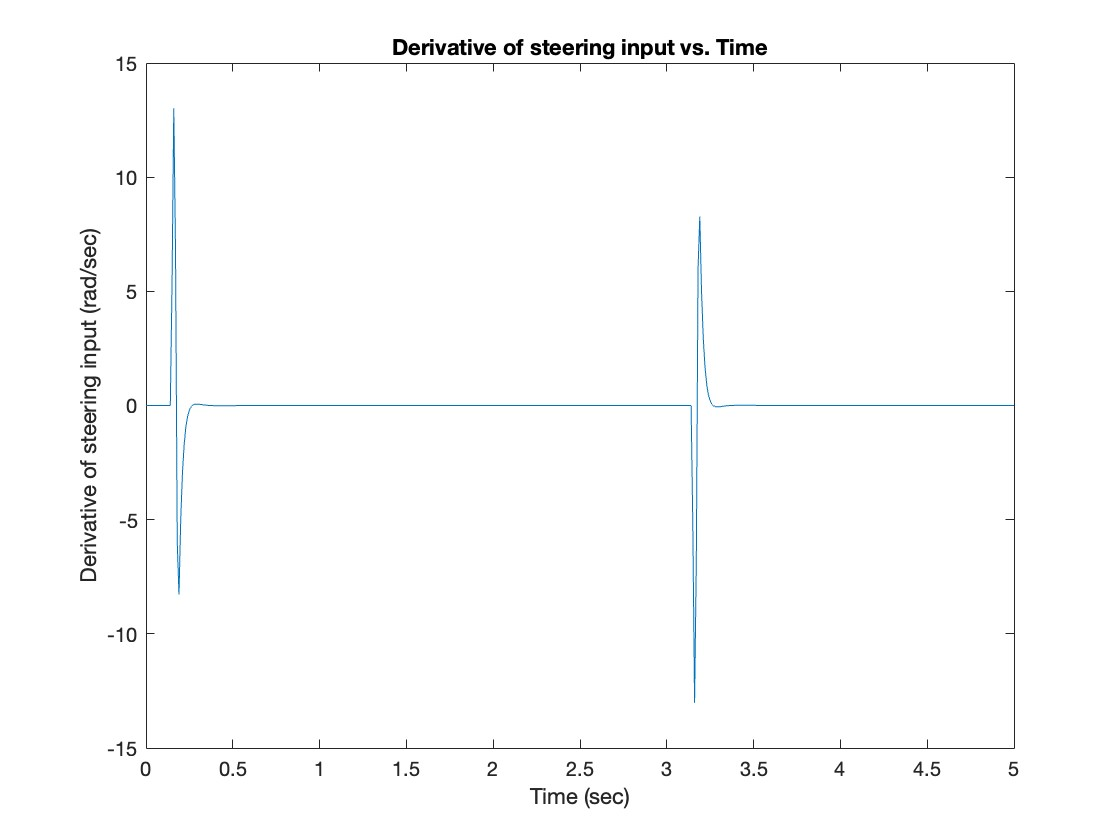 Derivative of steering input vs. Time
15
10
5
0
-5
-10
-15
Derivative of steering input (rad/sec)
0 0.5 1 1.5 2 2.5 3 3.5 4 4.5 5
Time (sec)